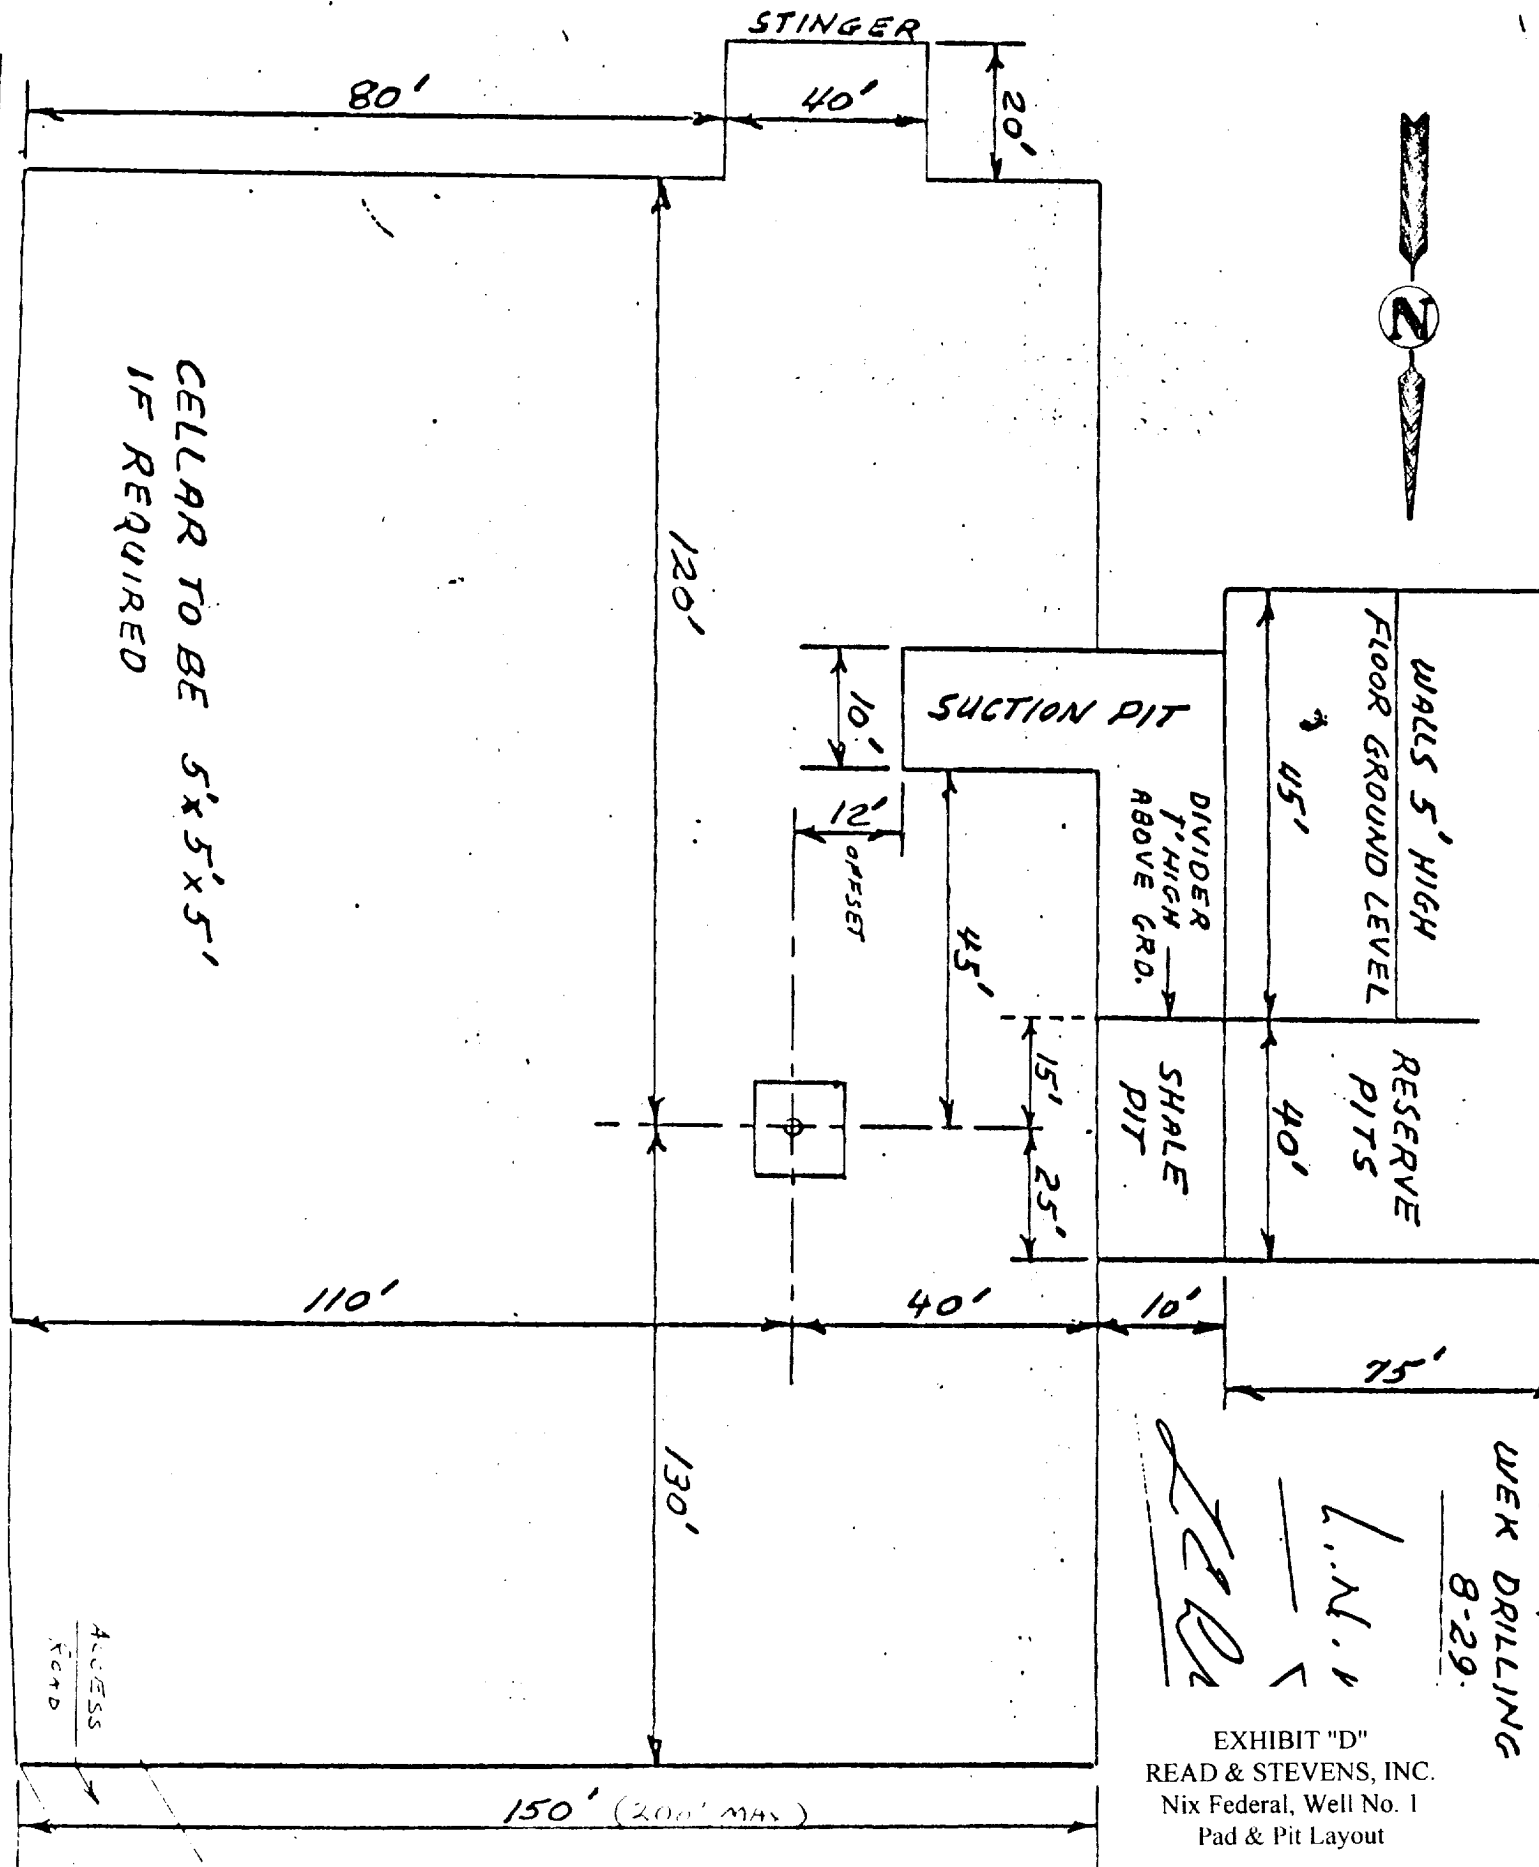 STINGER
80'
40'
20'
N
120'
CELLAR TO BE 5'x5'x5'
IF REQUIRED
10'
SUCTION PIT
12'
OFFSET
45'
DIVIDER
1' HIGH
ABOVE GRD.
45'
WALLS 5' HIGH
FLOOR GROUND LEVEL
15'
25'
SHALE
PIT
40'
RESERVE
PITS
110'
40'
10'
75'
130'
WEK DRILLING
8-29.
L.N.
ACCESS
ROAD
150' (200' MAX)
EXHIBIT "D"
READ & STEVENS, INC.
Nix Federal, Well No. 1
Pad & Pit Layout